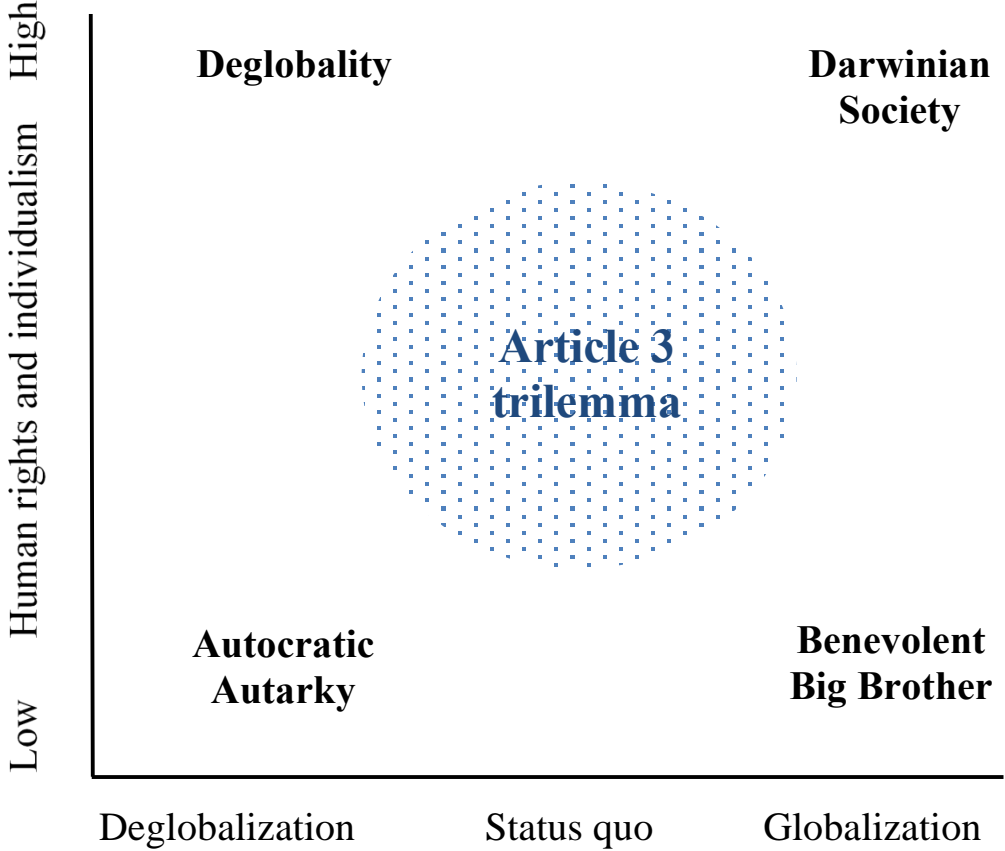 High
Human rights and individualism
Low
Deglobality
Darwinian
Society
Article 3
trilemma
Autocratic
Autarky
Benevolent
Big Brother
Deglobalization
Status quo
Globalization